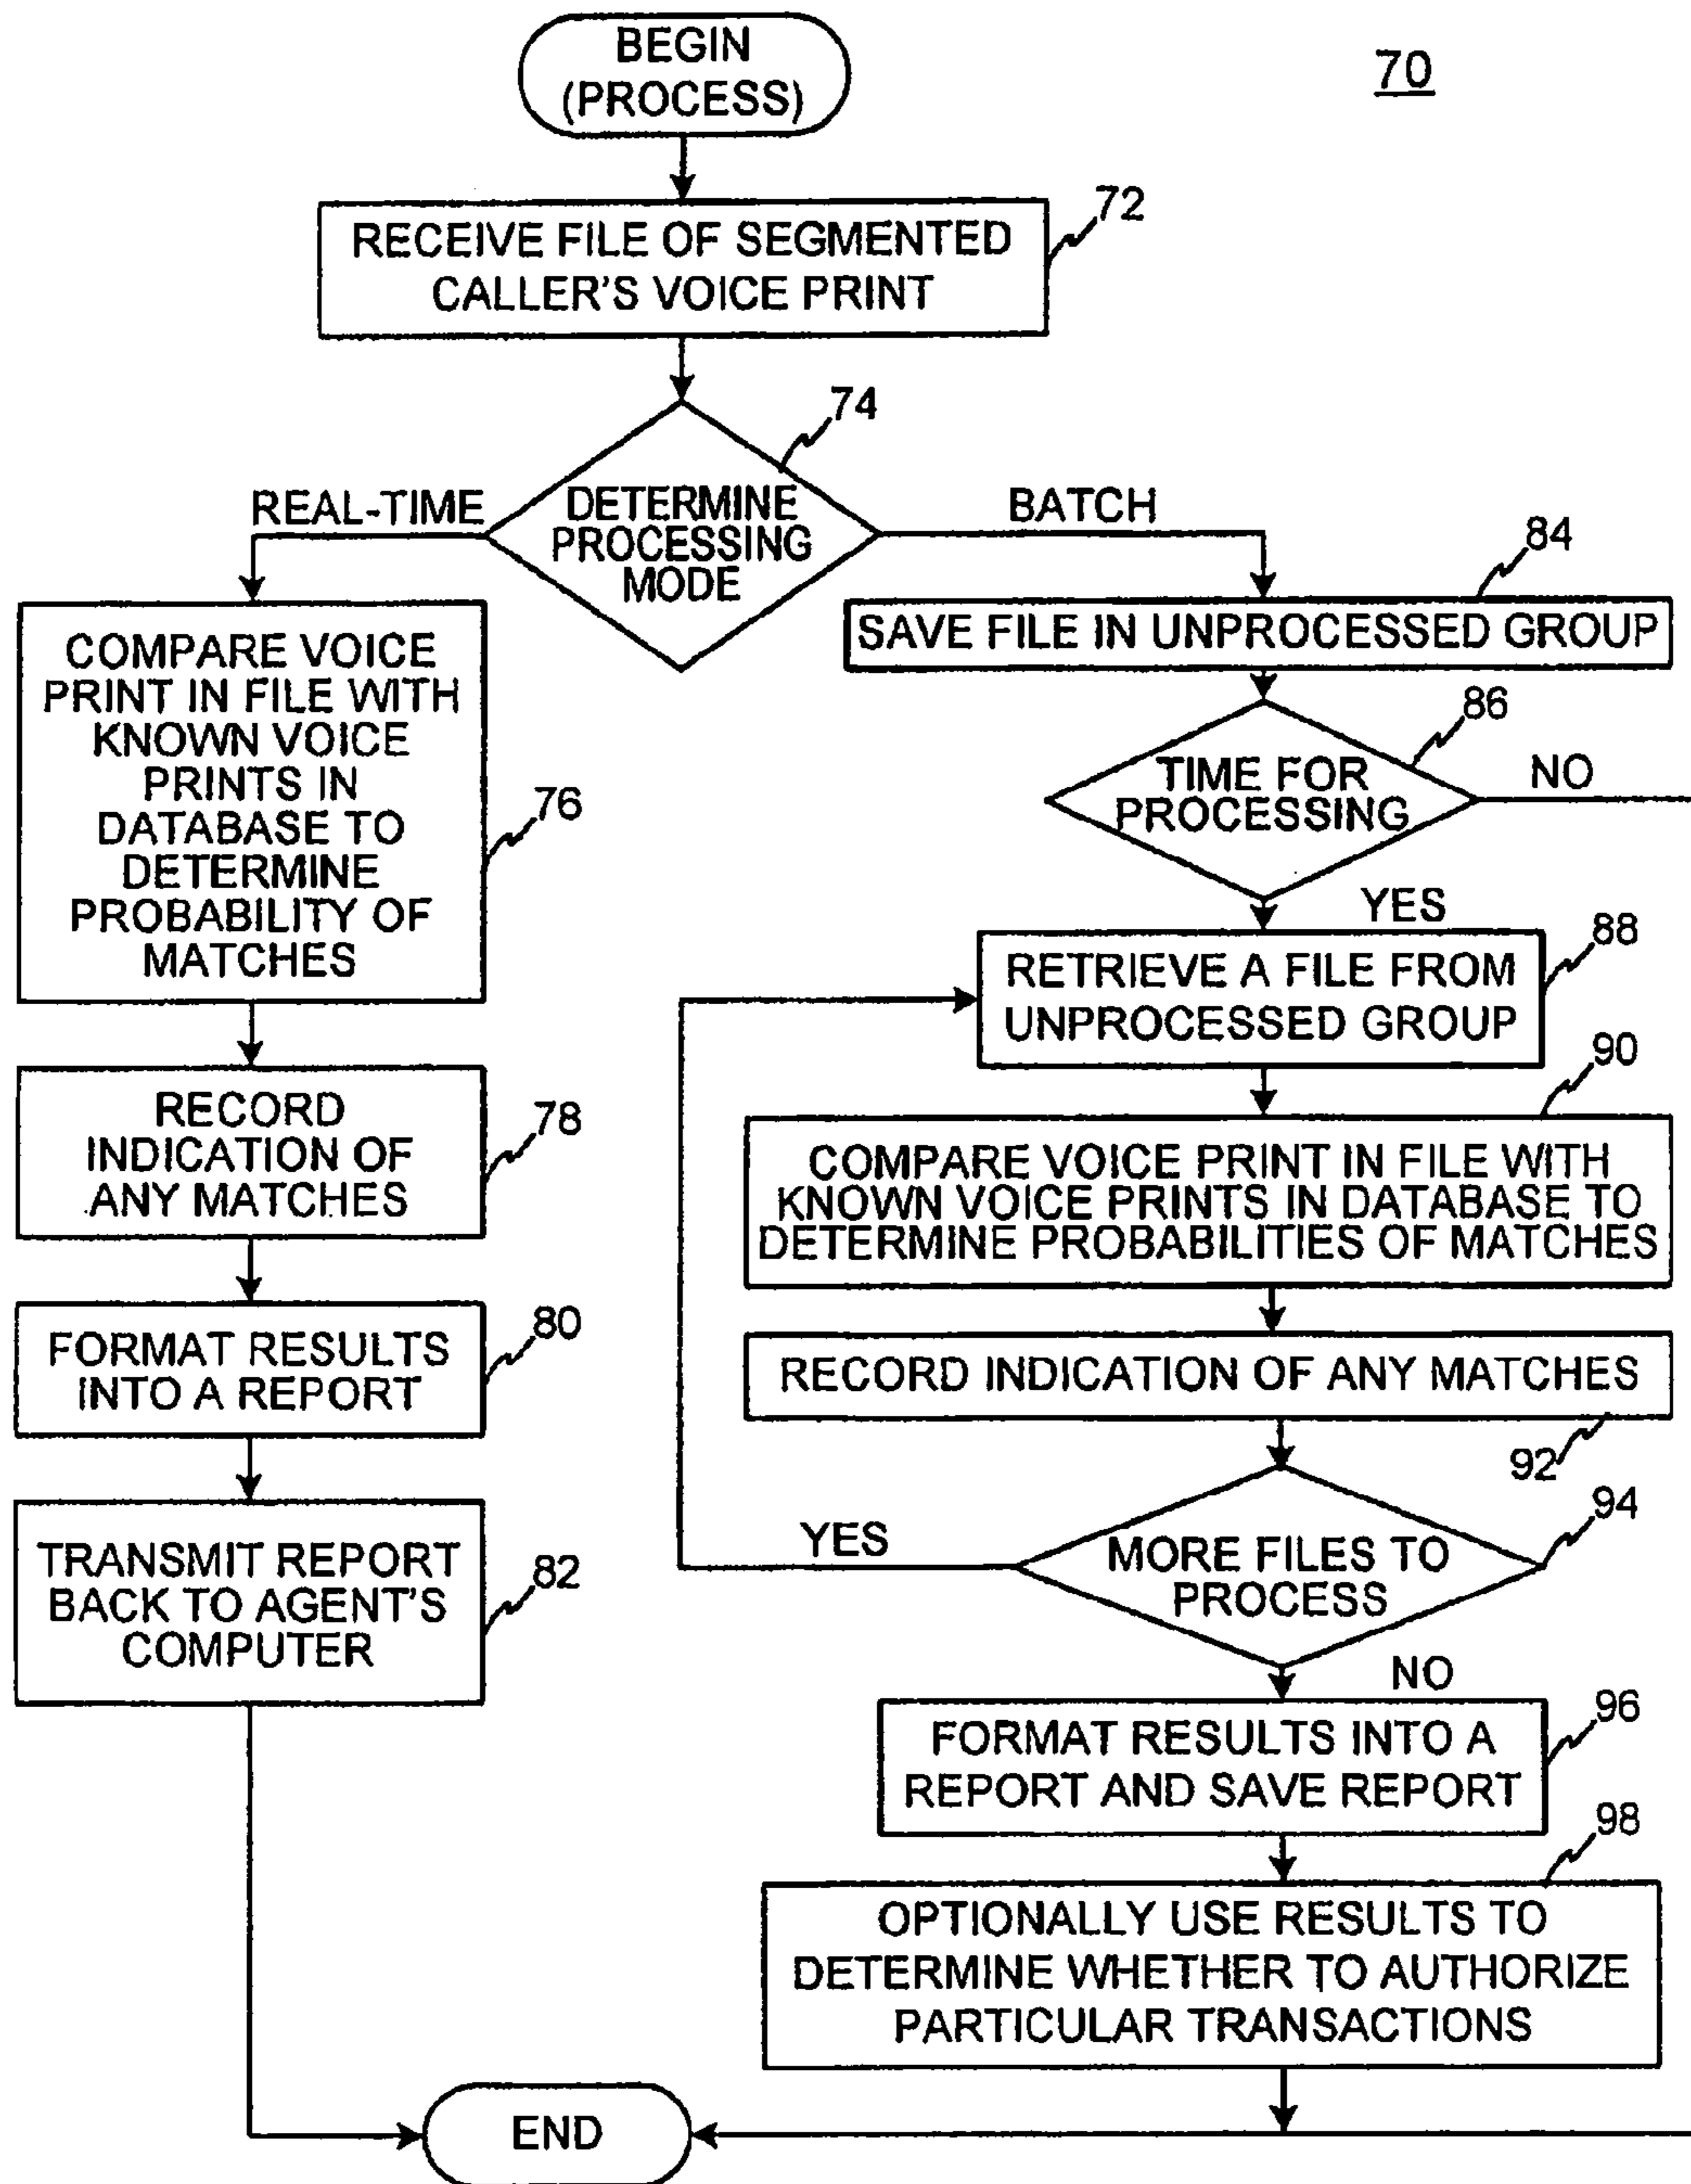 BEGIN
(PROCESS)
70
RECEIVE FILE OF SEGMENTED
CALLER'S VOICE PRINT
72
DETERMINE
PROCESSING
MODE
74
REAL-TIME
BATCH
COMPARE VOICE
PRINT IN FILE WITH
KNOWN VOICE
PRINTS IN
DATABASE TO
DETERMINE
PROBABILITY OF
MATCHES
76
RECORD
INDICATION OF
ANY MATCHES
78
FORMAT RESULTS
INTO A REPORT
80
TRANSMIT REPORT
BACK TO AGENT'S
COMPUTER
82
SAVE FILE IN UNPROCESSED GROUP
84
TIME FOR
PROCESSING
86
NO
YES
RETRIEVE A FILE FROM
UNPROCESSED GROUP
88
COMPARE VOICE PRINT IN FILE WITH
KNOWN VOICE PRINTS IN DATABASE TO
DETERMINE PROBABILITIES OF MATCHES
90
RECORD INDICATION OF ANY MATCHES
92
MORE FILES TO
PROCESS
94
YES
NO
FORMAT RESULTS INTO A
REPORT AND SAVE REPORT
96
OPTIONALLY USE RESULTS TO
DETERMINE WHETHER TO AUTHORIZE
PARTICULAR TRANSACTIONS
98
END